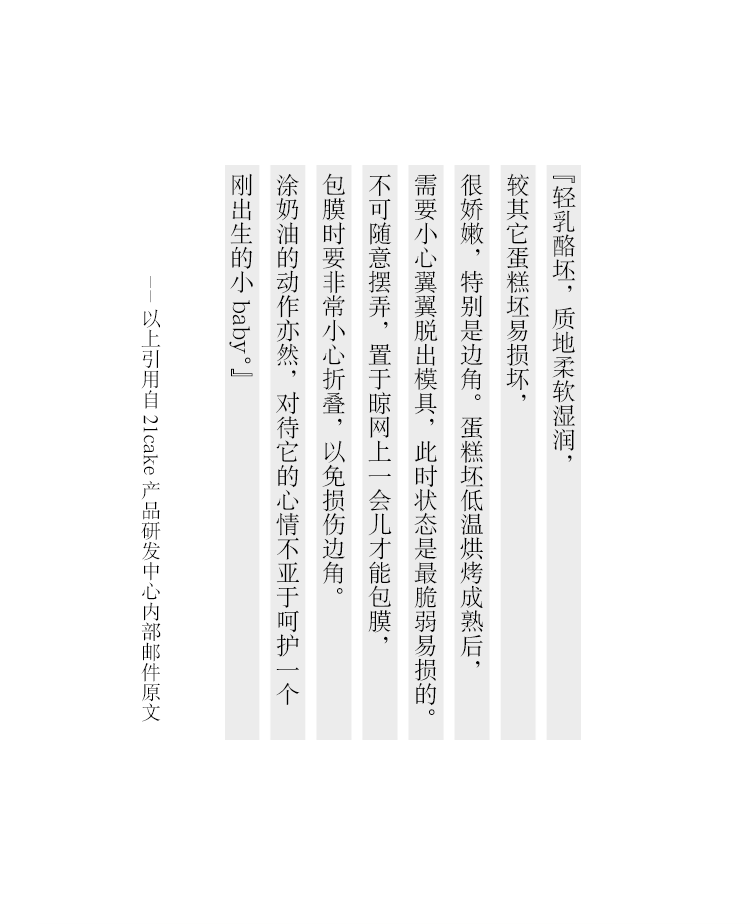 『轻乳酪坯，质地柔软湿润，
较其它蛋糕坯易损坏，
很娇嫩，特别是边角。蛋糕坯低温烘烤成熟后，
需要小心翼翼脱出模具，此时状态是最脆弱易损的。
不可随意摆弄，置于晾网上一会儿才能包膜，
包膜时要非常小心折叠，以免损伤边角。
涂奶油的动作亦然，对待它的心情不亚于呵护一个
刚出生的小 baby。』
—— 以上引用自 21cake 产品研发中心内部邮件原文